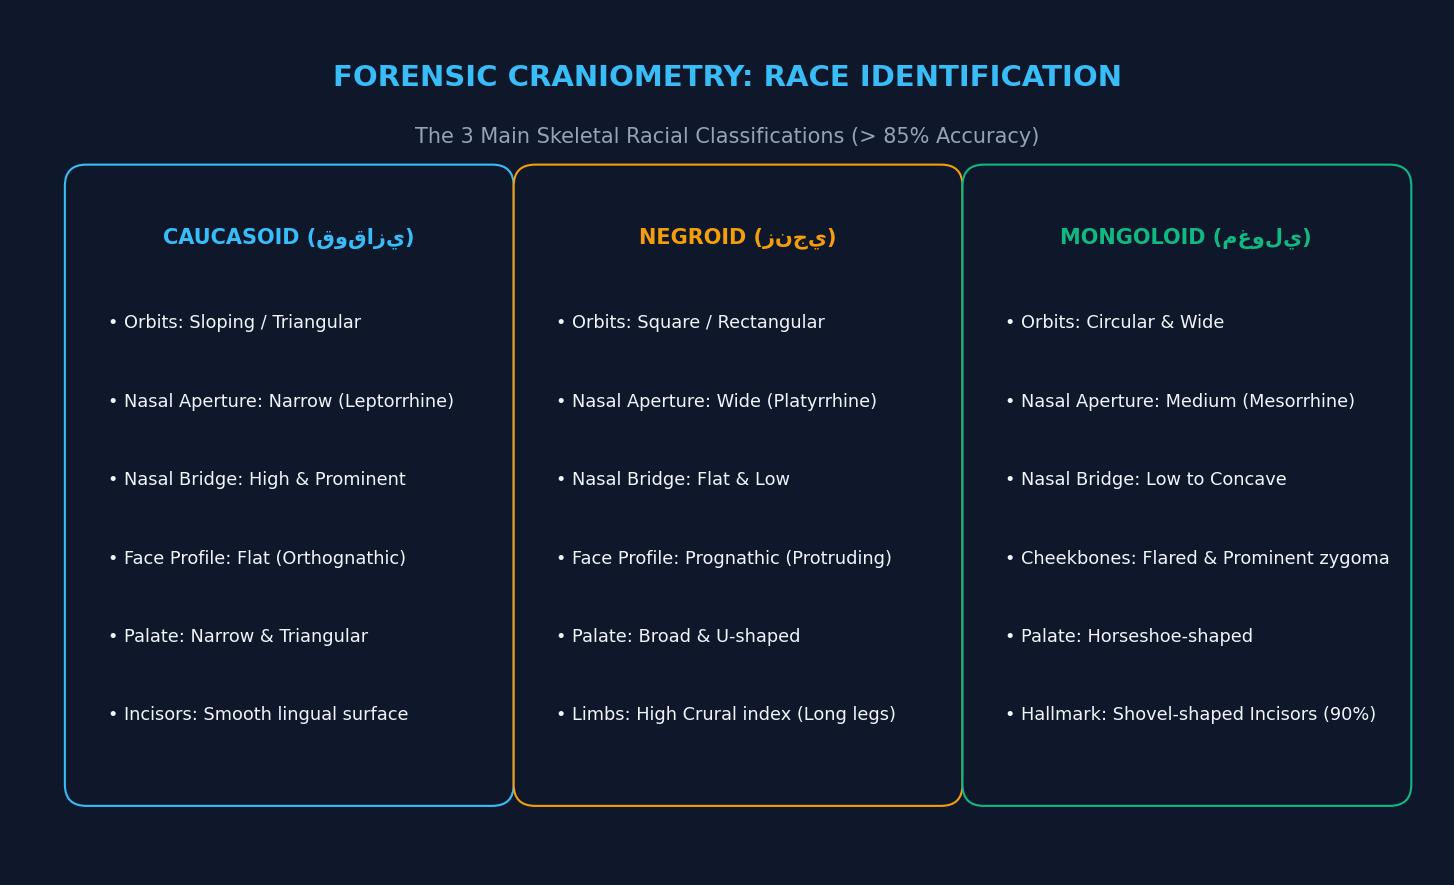 FORENSIC CRANIOMETRY: RACE IDENTIFICATION
The 3 Main Skeletal Racial Classifications (> 85% Accuracy)
CAUCASOID (قوقازي)
• Orbits: Sloping / Triangular
• Nasal Aperture: Narrow (Leptorrhine)
• Nasal Bridge: High & Prominent
• Face Profile: Flat (Orthognathic)
• Palate: Narrow & Triangular
• Incisors: Smooth lingual surface
NEGROID (زنجي)
• Orbits: Square / Rectangular
• Nasal Aperture: Wide (Platyrrhine)
• Nasal Bridge: Flat & Low
• Face Profile: Prognathic (Protruding)
• Palate: Broad & U-shaped
• Limbs: High Crural index (Long legs)
MONGOLOID (مغولي)
• Orbits: Circular & Wide
• Nasal Aperture: Medium (Mesorrhine)
• Nasal Bridge: Low to Concave
• Cheekbones: Flared & Prominent zygoma
• Palate: Horseshoe-shaped
• Hallmark: Shovel-shaped Incisors (90%)